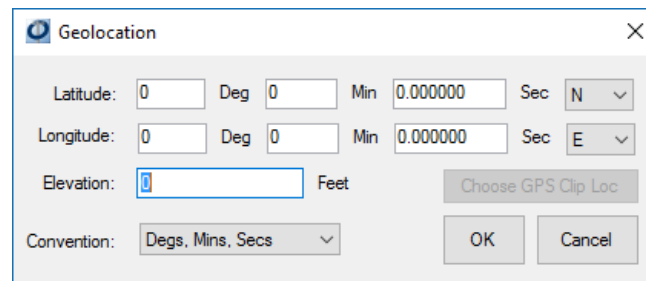 Geolocation
Latitude: 0 Deg 0 Min 0.000000 Sec N
Longitude: 0 Deg 0 Min 0.000000 Sec E
Elevation: 0 Feet Choose GPS Clip Loc
Convention: Degs, Mins, Secs OK Cancel